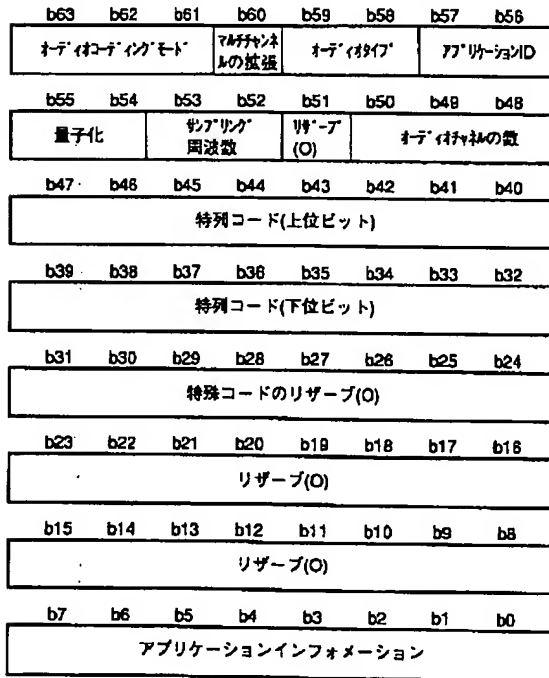 b63 b62 b61 b60 b59 b58 b57 b56
オーディオコーディングモード マルチチャンネルの拡張 オーディオタイプ アプリケーションID
b55 b54 b53 b52 b51 b50 b49 b48
量子化 サンプリング周波数 リザーブ(O) オーディオチャネルの数
b47 b46 b45 b44 b43 b42 b41 b40
特列コード(上位ビット)
b39 b38 b37 b36 b35 b34 b33 b32
特列コード(下位ビット)
b31 b30 b29 b28 b27 b26 b25 b24
特殊コードのリザーブ(O)
b23 b22 b21 b20 b19 b18 b17 b16
リザーブ(O)
b15 b14 b13 b12 b11 b10 b9 b8
リザーブ(O)
b7 b6 b5 b4 b3 b2 b1 b0
アプリケーションインフォメーション